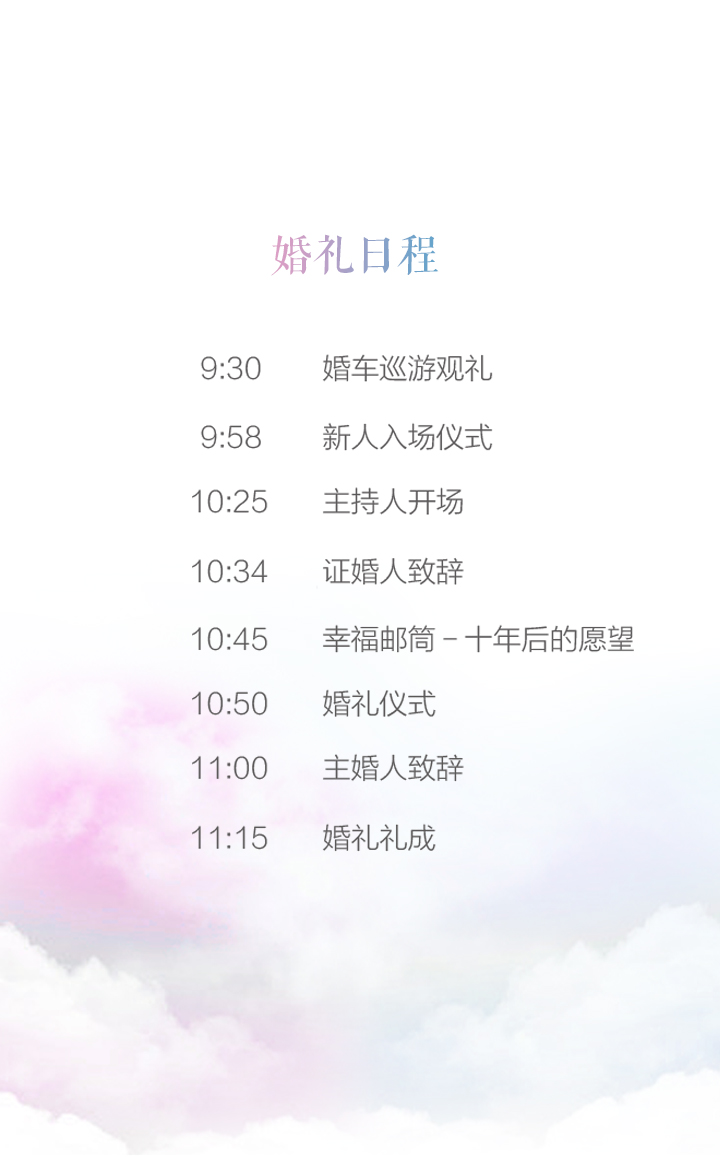 婚礼日程
9:30 婚车巡游观礼
9:58 新人入场仪式
10:25 主持人开场
10:34 证婚人致辞
10:45 幸福邮筒 – 十年后的愿望
10:50 婚礼仪式
11:00 主婚人致辞
11:15 婚礼礼成